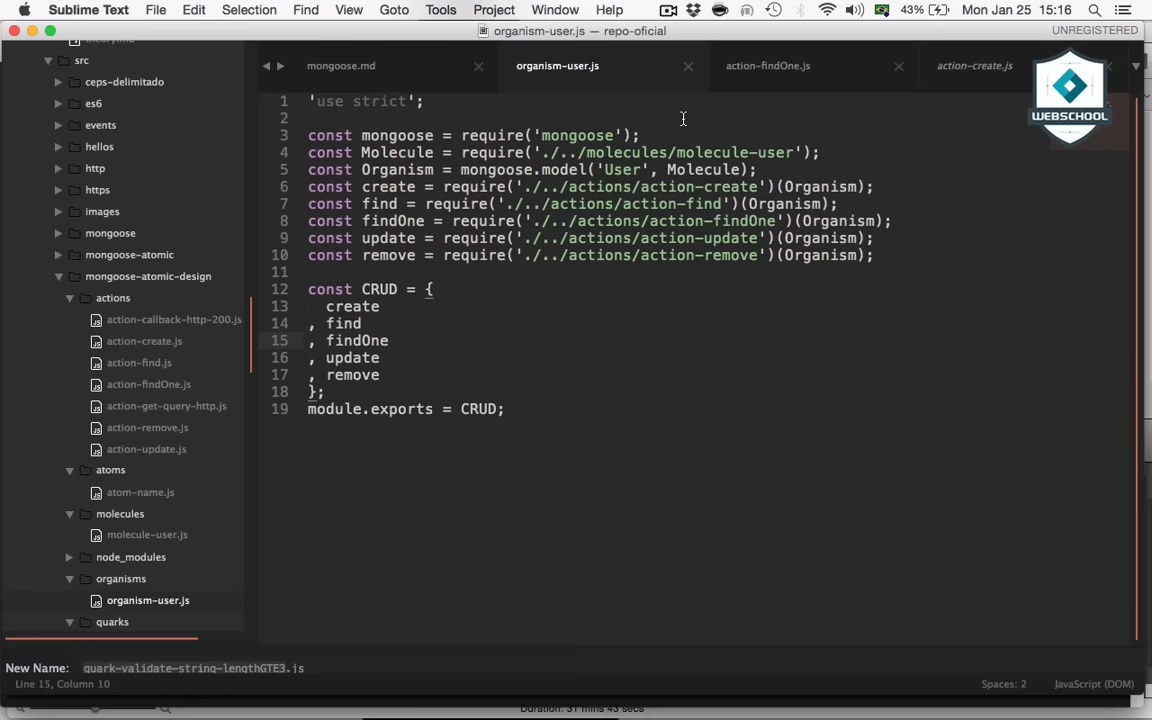 Sublime Text File Edit Selection Find View Goto Tools Project Window Help 43% Mon Jan 25 15:16
organism-user.js — repo-oficial UNREGISTERED
src
ceps-delimitado
es6
events
hellos
http
https
images
mongoose
mongoose-atomic
mongoose-atomic-design
actions
action-callback-http-200.js
action-create.js
action-find.js
action-findOne.js
action-get-query-http.js
action-remove.js
action-update.js
atoms
atom-name.js
molecules
molecule-user.js
node_modules
organisms
organism-user.js
quarks
mongoose.md organism-user.js action-findOne.js action-create.js
WEBSCHOOL
1 'use strict';
2
3 const mongoose = require('mongoose');
4 const Molecule = require('./../molecules/molecule-user');
5 const Organism = mongoose.model('User', Molecule);
6 const create = require('./../actions/action-create')(Organism);
7 const find = require('./../actions/action-find')(Organism);
8 const findOne = require('./../actions/action-findOne')(Organism);
9 const update = require('./../actions/action-update')(Organism);
10 const remove = require('./../actions/action-remove')(Organism);
11
12 const CRUD = {
13 create
14 , find
15 , findOne
16 , update
17 , remove
18 };
19 module.exports = CRUD;
New Name: quark-validate-string-lengthGTE3.js
Line 15, Column 10 Spaces: 2 JavaScript (DOM)
Duration: 31 mins 43 secs